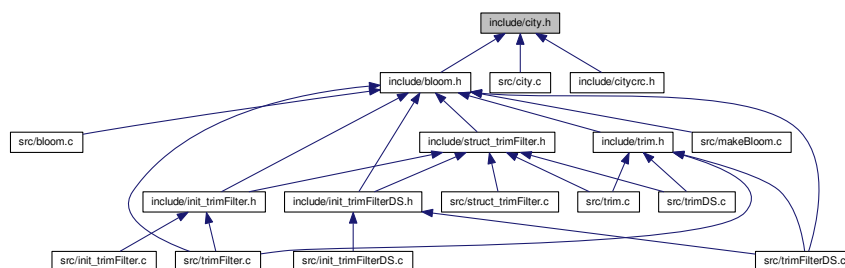 include/city.h
include/bloom.h
src/city.c
include/citycrc.h
src/bloom.c
include/struct_trimFilter.h
include/trim.h
src/makeBloom.c
include/init_trimFilter.h
include/init_trimFilterDS.h
src/struct_trimFilter.c
src/trim.c
src/trimDS.c
src/init_trimFilter.c
src/trimFilter.c
src/init_trimFilterDS.c
src/trimFilterDS.c